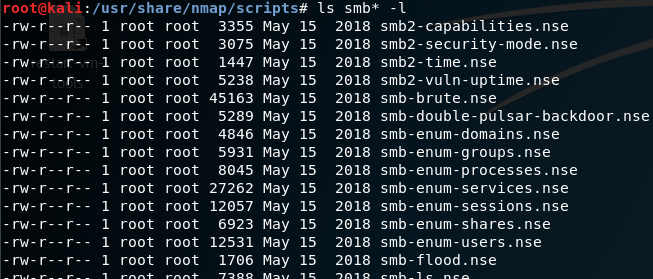 root@kali:/usr/share/nmap/scripts# ls smb* -l
-rw-r--r-- 1 root root  3355 May 15  2018 smb2-capabilities.nse
-rw-r--r-- 1 root root  3075 May 15  2018 smb2-security-mode.nse
-rw-r--r-- 1 root root  1447 May 15  2018 smb2-time.nse
-rw-r--r-- 1 root root  5238 May 15  2018 smb2-vuln-uptime.nse
-rw-r--r-- 1 root root 45163 May 15  2018 smb-brute.nse
-rw-r--r-- 1 root root  5289 May 15  2018 smb-double-pulsar-backdoor.nse
-rw-r--r-- 1 root root  4846 May 15  2018 smb-enum-domains.nse
-rw-r--r-- 1 root root  5931 May 15  2018 smb-enum-groups.nse
-rw-r--r-- 1 root root  8045 May 15  2018 smb-enum-processes.nse
-rw-r--r-- 1 root root 27262 May 15  2018 smb-enum-services.nse
-rw-r--r-- 1 root root 12057 May 15  2018 smb-enum-sessions.nse
-rw-r--r-- 1 root root  6923 May 15  2018 smb-enum-shares.nse
-rw-r--r-- 1 root root 12531 May 15  2018 smb-enum-users.nse
-rw-r--r-- 1 root root  1706 May 15  2018 smb-flood.nse
-rw-r--r-- 1 root root  7388 May 15  2018 smb-ls.nse